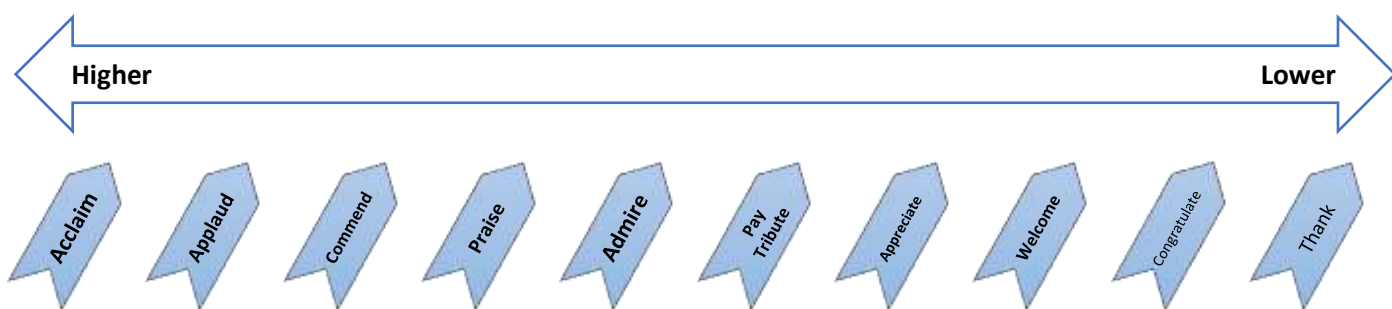 Higher
Lower
Acclaim
Applaud
Commend
Praise
Admire
Pay
Tribute
Appreciate
Welcome
Congratulate
Thank